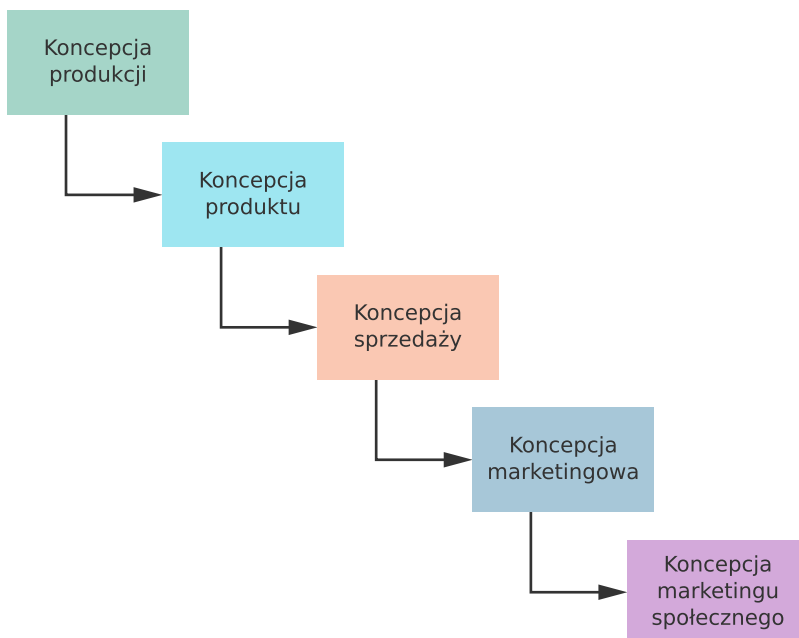 Koncepcja
produkcji
Koncepcja
produktu
Koncepcja
sprzedaży
Koncepcja
marketingowa
Koncepcja
marketingu
społecznego